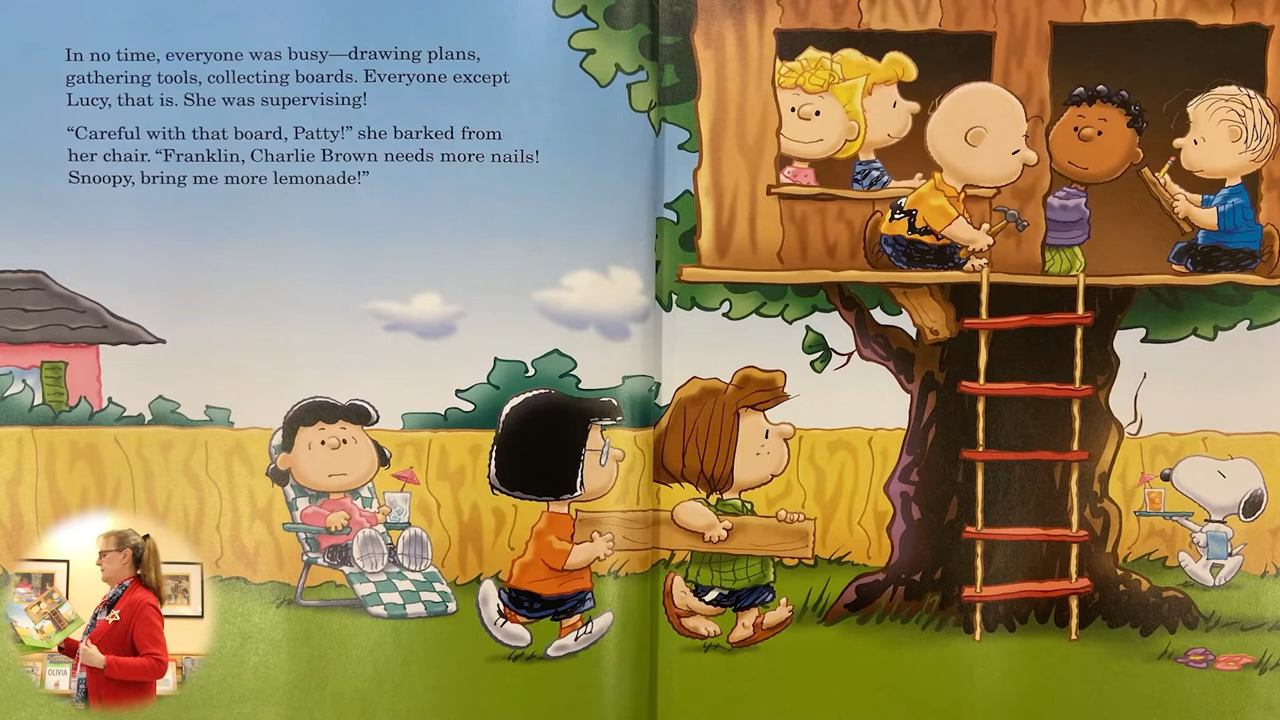 In no time, everyone was busy—drawing plans,
gathering tools, collecting boards. Everyone except
Lucy, that is. She was supervising!
“Careful with that board, Patty!” she barked from
her chair. “Franklin, Charlie Brown needs more nails!
Snoopy, bring me more lemonade!”
OLIVIA